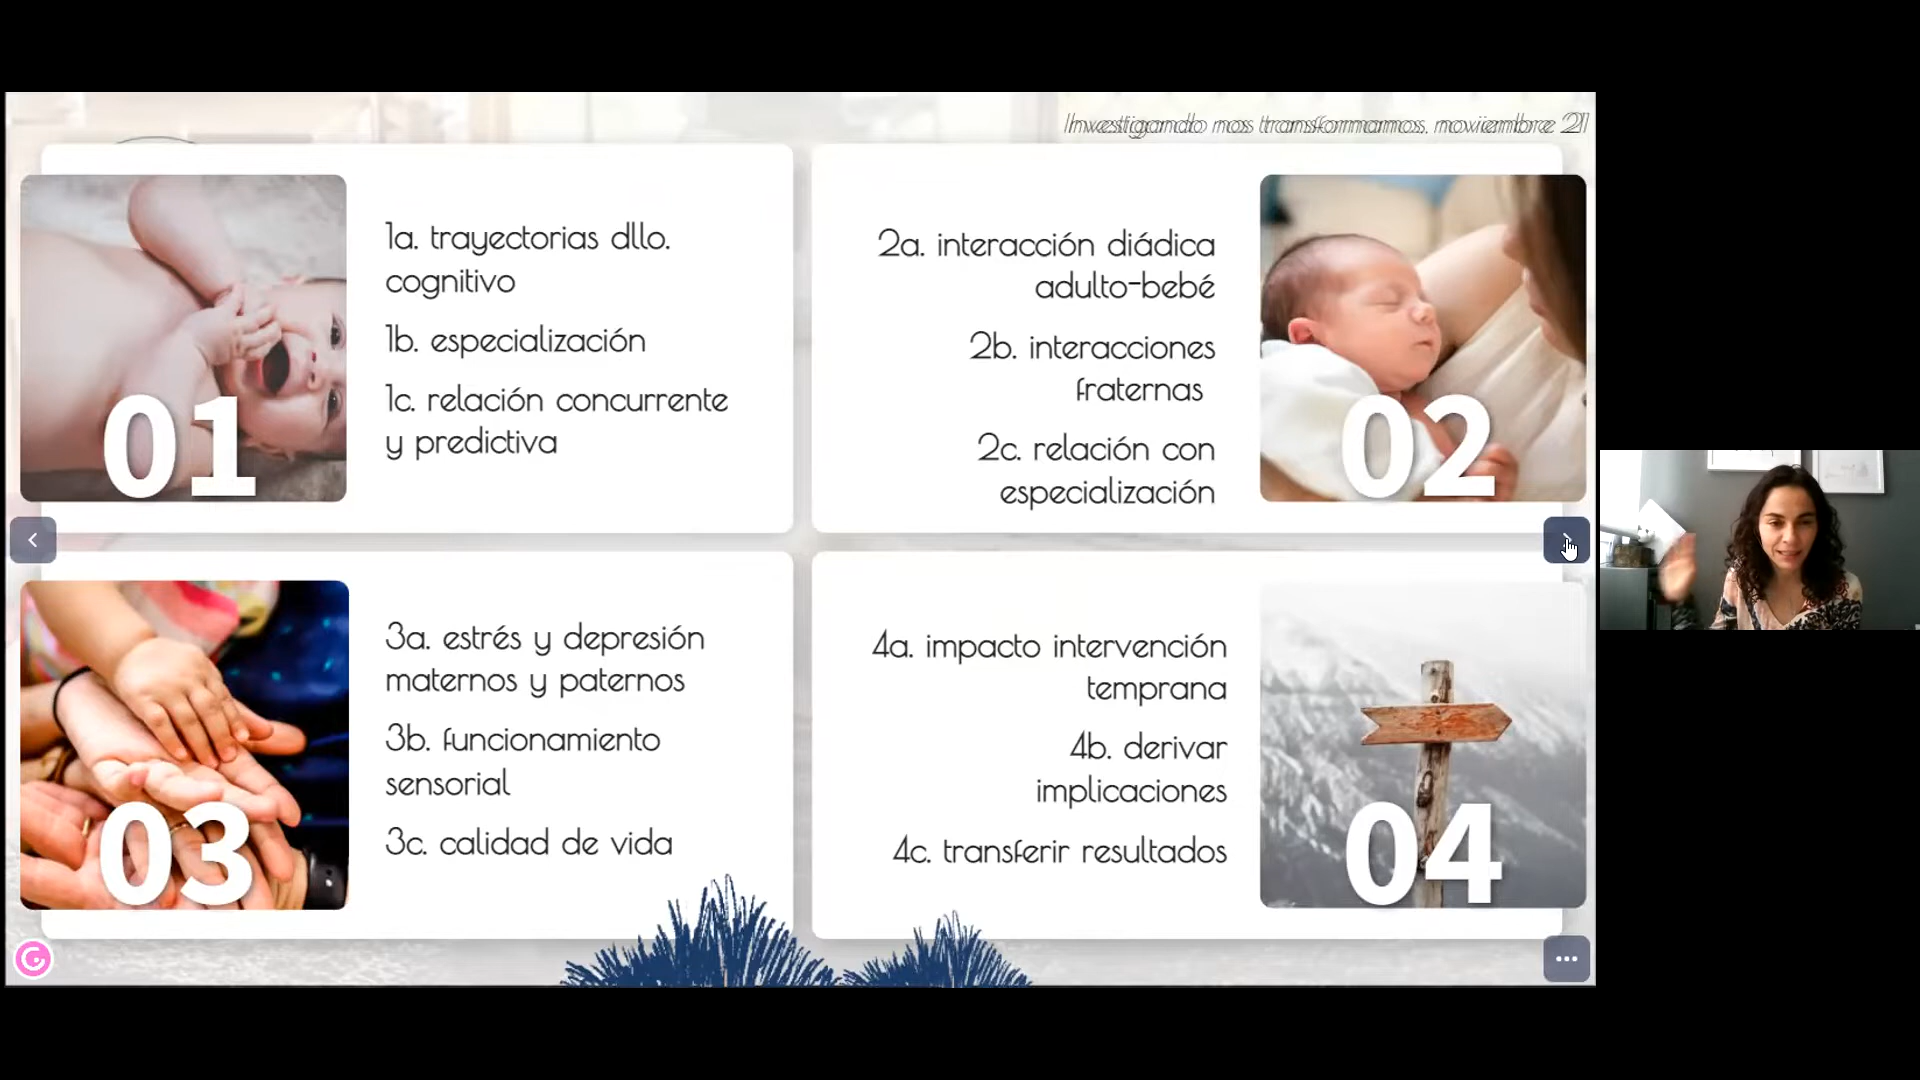 Investigando nos transformamos, noviembre 21
1a. trayectorias dllo.
cognitivo
1b. especialización
1c. relación concurrente
y predictiva
01
2a. interacción diádica
adulto-bebé
2b. interacciones
fraternas
2c. relación con
especialización
02
3a. estrés y depresión
maternos y paternos
3b. funcionamiento
sensorial
3c. calidad de vida
03
4a. impacto intervención
temprana
4b. derivar
implicaciones
4c. transferir resultados
04